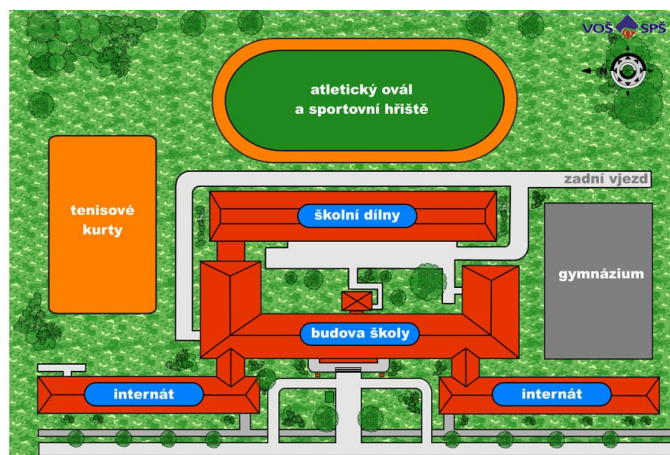 VOŠ SPŠ
N
atletický ovál
a sportovní hřiště
zadní vjezd
tenisové
kurty
školní dílny
gymnázium
budova školy
internát
internát